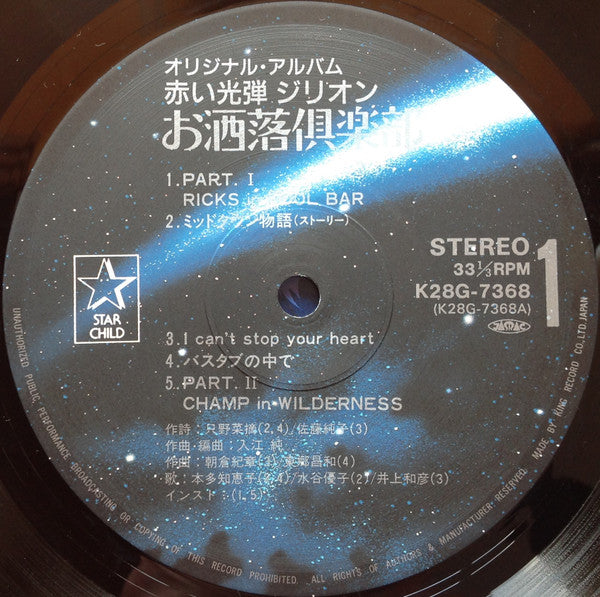 オリジナル・アルバム
赤い光弾 ジリオン
お洒落倶楽部
1.PART. I
RICKS in POOL BAR
2.ミッドタウン物語(ストーリー)
STEREO
33⅓RPM
K28G-7368
(K28G-7368A)
1
STAR
CHILD
JASRAC
3.I can't stop your heart
4.バスタブの中で
5.PART. II
CHAMP in WILDERNESS
作詩:只野菜摘(2,4)/佐藤純子(3)
作曲・編曲:入江 純
作曲:朝倉紀章(3)/東郷昌和(4)
歌:本多知恵子(2,4)/水谷優子(2)/井上和彦(3)
インスト:(1,5)
UNAUTHORIZED PUBLIC PERFORMANCE・BROADCASTING OR COPYING OF THIS RECORD PROHIBITED. ALL RIGHTS OF AUTHORS & MANUFACTURER・RESERVED. MADE BY KING RECORD CO., LTD. JAPAN